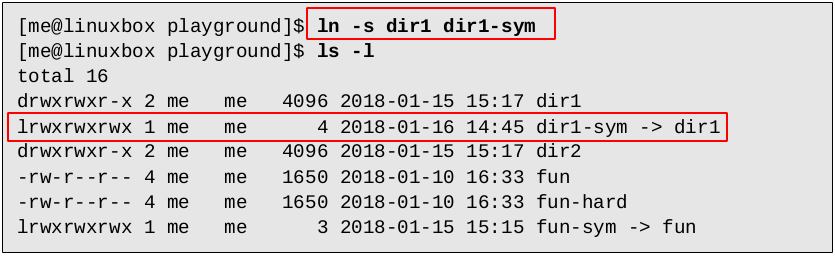 [me@linuxbox playground]$ ln -s dir1 dir1-sym
[me@linuxbox playground]$ ls -l
total 16
drwxrwxr-x 2 me   me   4096 2018-01-15 15:17 dir1
lrwxrwxrwx 1 me   me      4 2018-01-16 14:45 dir1-sym -> dir1
drwxrwxr-x 2 me   me   4096 2018-01-15 15:17 dir2
-rw-r--r-- 4 me   me   1650 2018-01-10 16:33 fun
-rw-r--r-- 4 me   me   1650 2018-01-10 16:33 fun-hard
lrwxrwxrwx 1 me   me      3 2018-01-15 15:15 fun-sym -> fun